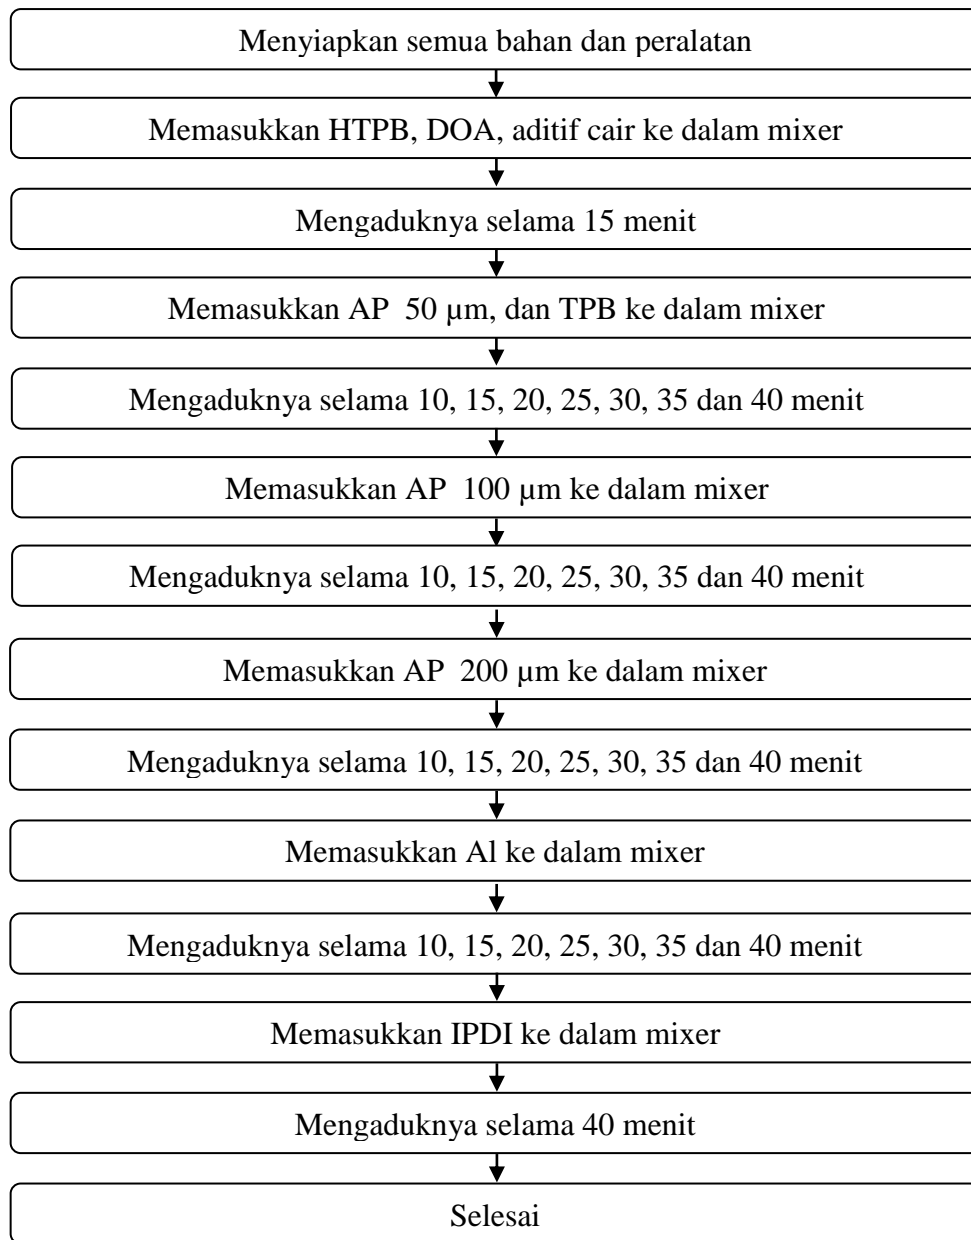 Menyiapkan semua bahan dan peralatan
Memasukkan HTPB, DOA, aditif cair ke dalam mixer
Mengaduknya selama 15 menit
Memasukkan AP  50 µm, dan TPB ke dalam mixer
Mengaduknya selama 10, 15, 20, 25, 30, 35 dan 40 menit
Memasukkan AP  100 µm ke dalam mixer
Mengaduknya selama 10, 15, 20, 25, 30, 35 dan 40 menit
Memasukkan AP  200 µm ke dalam mixer
Mengaduknya selama 10, 15, 20, 25, 30, 35 dan 40 menit
Memasukkan Al ke dalam mixer
Mengaduknya selama 10, 15, 20, 25, 30, 35 dan 40 menit
Memasukkan IPDI ke dalam mixer
Mengaduknya selama 40 menit
Selesai